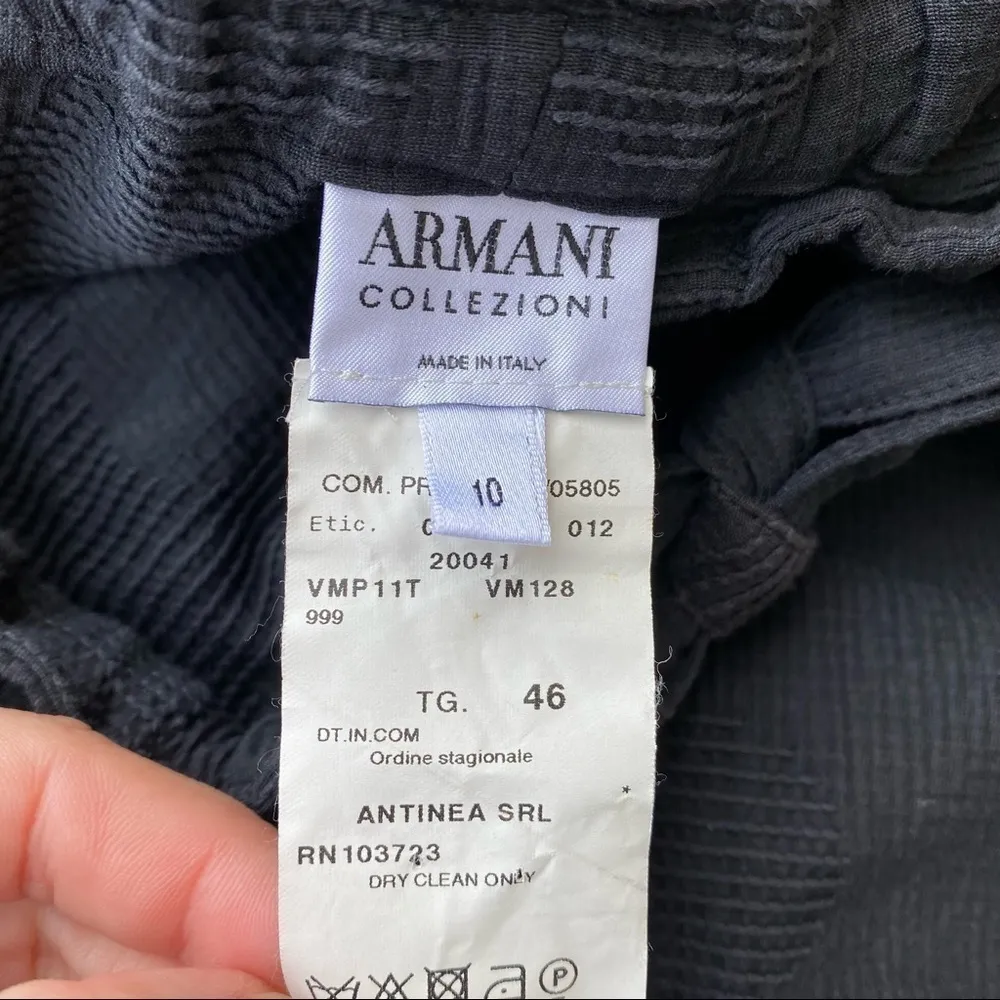 ARMANI
COLLEZIONI
MADE IN ITALY
10
COM. PR /05805
Etic. 012
20041
VMP11T VM128
999
TG. 46
DT.IN.COM
Ordine stagionale
*
ANTINEA SRL
RN103723
DRY CLEAN ONLY
P